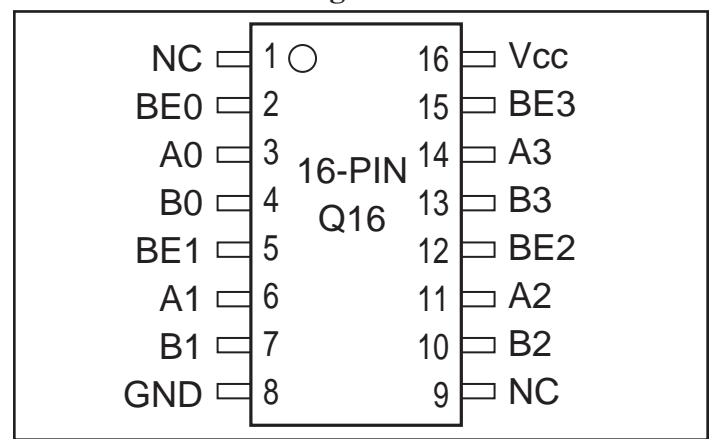 NC 1 16 Vcc
BE0 2 15 BE3
A0 3 14 A3
16-PIN
B0 4 13 B3
Q16
BE1 5 12 BE2
A1 6 11 A2
B1 7 10 B2
GND 8 9 NC